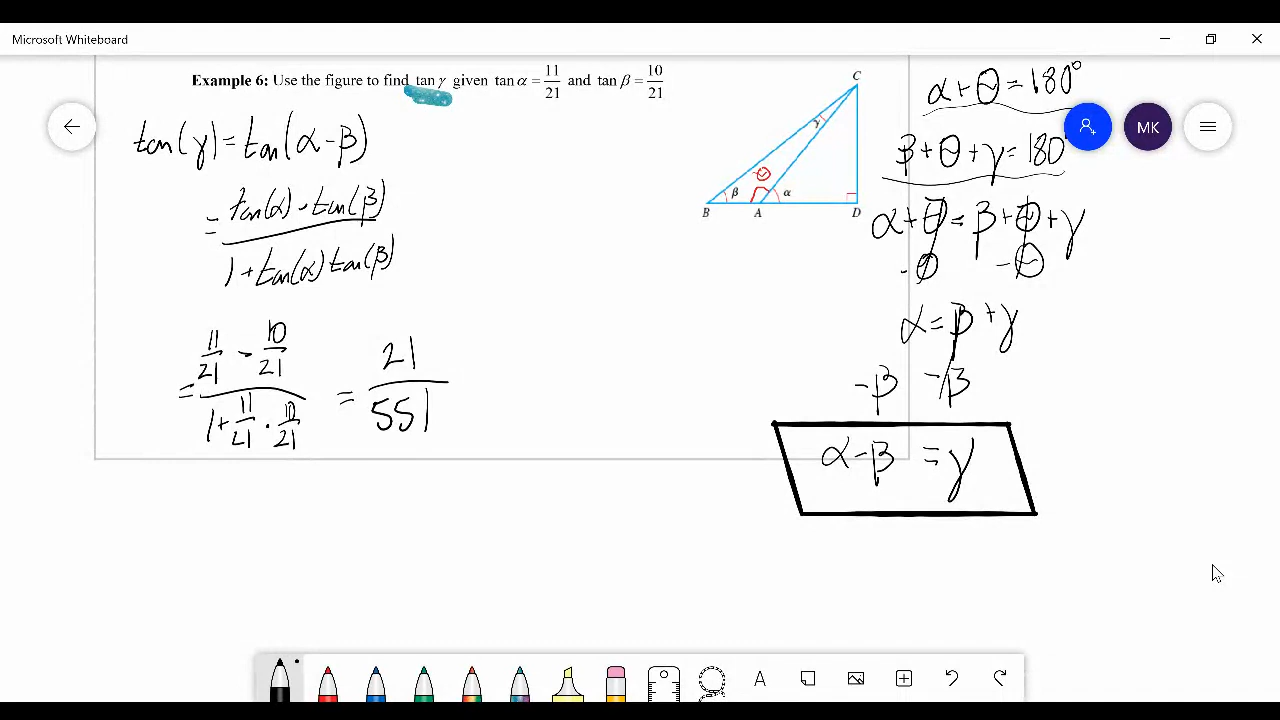 Microsoft Whiteboard
Example 6: Use the figure to find tan γ given tan α = 11/21 and tan β = 10/21
tan(γ) = tan(α - β)
= tan(α) - tan(β) / 1 + tan(α) tan(β)
= 11/21 - 10/21 / 1 + 11/21 · 10/21 = 21/551
C
γ
θ
β
α
B
A
D
α + θ = 180°
β + θ + γ = 180°
MK
α + θ = β + θ + γ
- θ - θ
α = β + γ
- β - β
α - β = γ
A